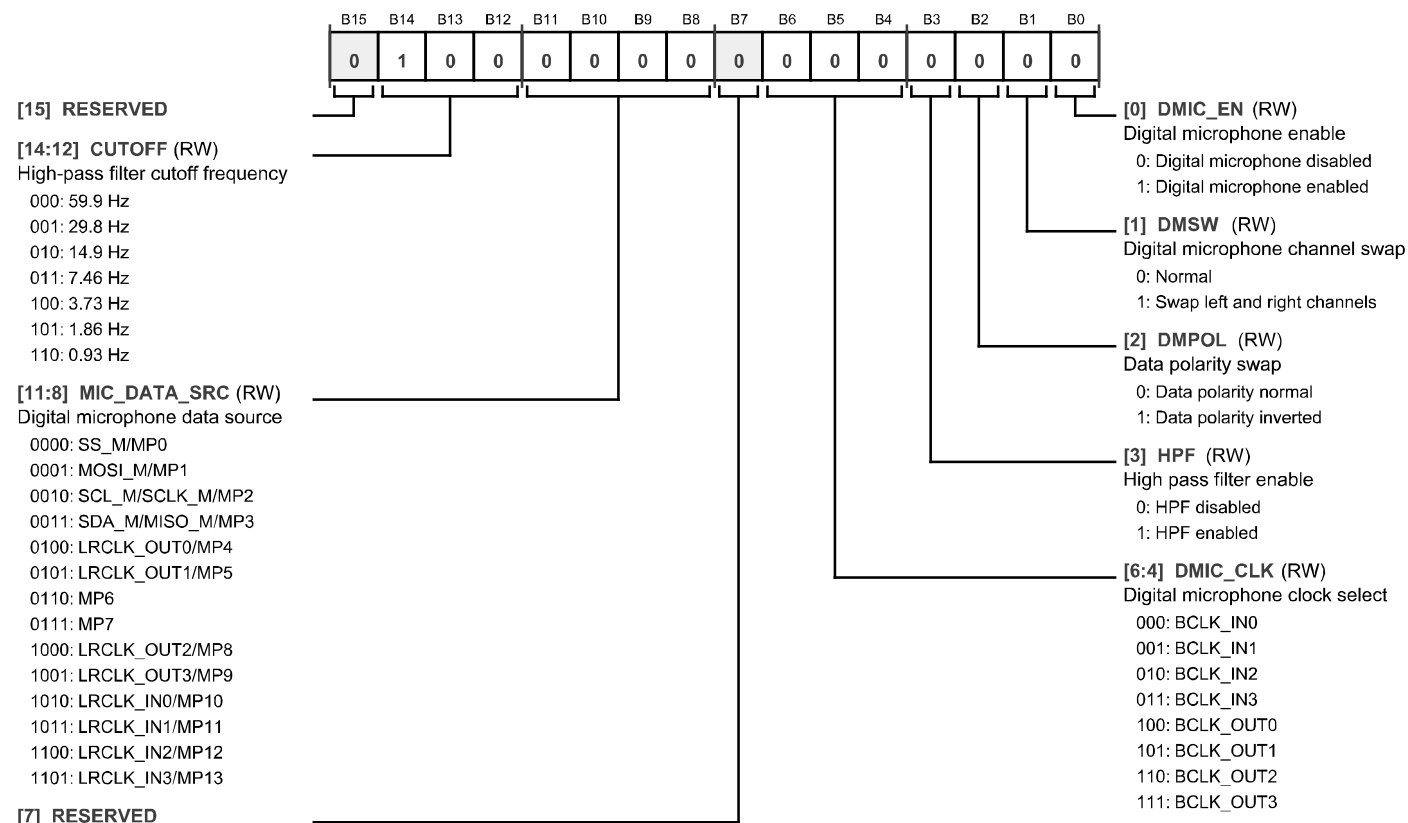 B15 B14 B13 B12 B11 B10 B9 B8 B7 B6 B5 B4 B3 B2 B1 B0
0 1 0 0 0 0 0 0 0 0 0 0 0 0 0 0
[15] RESERVED
[14:12] CUTOFF (RW)
High-pass filter cutoff frequency
000: 59.9 Hz
001: 29.8 Hz
010: 14.9 Hz
011: 7.46 Hz
100: 3.73 Hz
101: 1.86 Hz
110: 0.93 Hz
[11:8] MIC_DATA_SRC (RW)
Digital microphone data source
0000: SS_M/MP0
0001: MOSI_M/MP1
0010: SCL_M/SCLK_M/MP2
0011: SDA_M/MISO_M/MP3
0100: LRCLK_OUT0/MP4
0101: LRCLK_OUT1/MP5
0110: MP6
0111: MP7
1000: LRCLK_OUT2/MP8
1001: LRCLK_OUT3/MP9
1010: LRCLK_IN0/MP10
1011: LRCLK_IN1/MP11
1100: LRCLK_IN2/MP12
1101: LRCLK_IN3/MP13
[7] RESERVED
[0] DMIC_EN (RW)
Digital microphone enable
0: Digital microphone disabled
1: Digital microphone enabled
[1] DMSW (RW)
Digital microphone channel swap
0: Normal
1: Swap left and right channels
[2] DMPOL (RW)
Data polarity swap
0: Data polarity normal
1: Data polarity inverted
[3] HPF (RW)
High pass filter enable
0: HPF disabled
1: HPF enabled
[6:4] DMIC_CLK (RW)
Digital microphone clock select
000: BCLK_IN0
001: BCLK_IN1
010: BCLK_IN2
011: BCLK_IN3
100: BCLK_OUT0
101: BCLK_OUT1
110: BCLK_OUT2
111: BCLK_OUT3